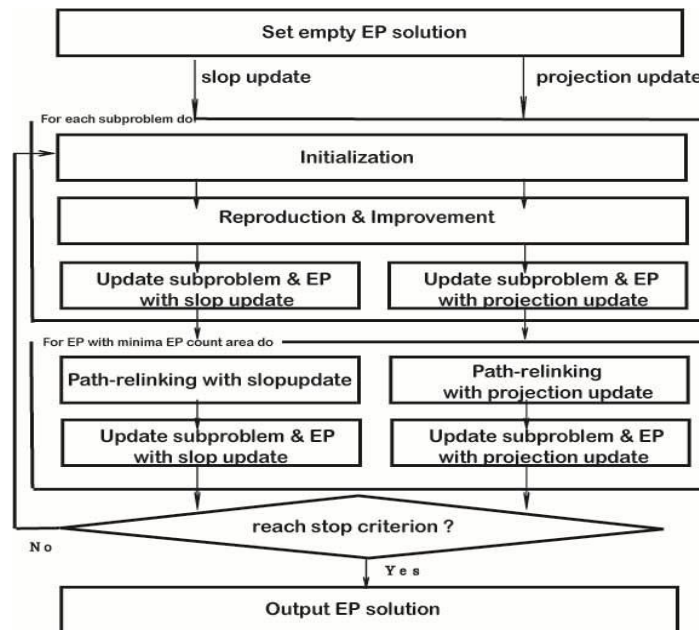 Set empty EP solution
slop update
projection update
For each subproblem do
Initialization
Reproduction & Improvement
Update subproblem & EP
with slop update
Update subproblem & EP
with projection update
For EP with minima EP count area do
Path-relinking with slopupdate
Path-relinking
with projection update
Update subproblem & EP
with slop update
Update subproblem & EP
with projection update
reach stop criterion ?
No
Yes
Output EP solution